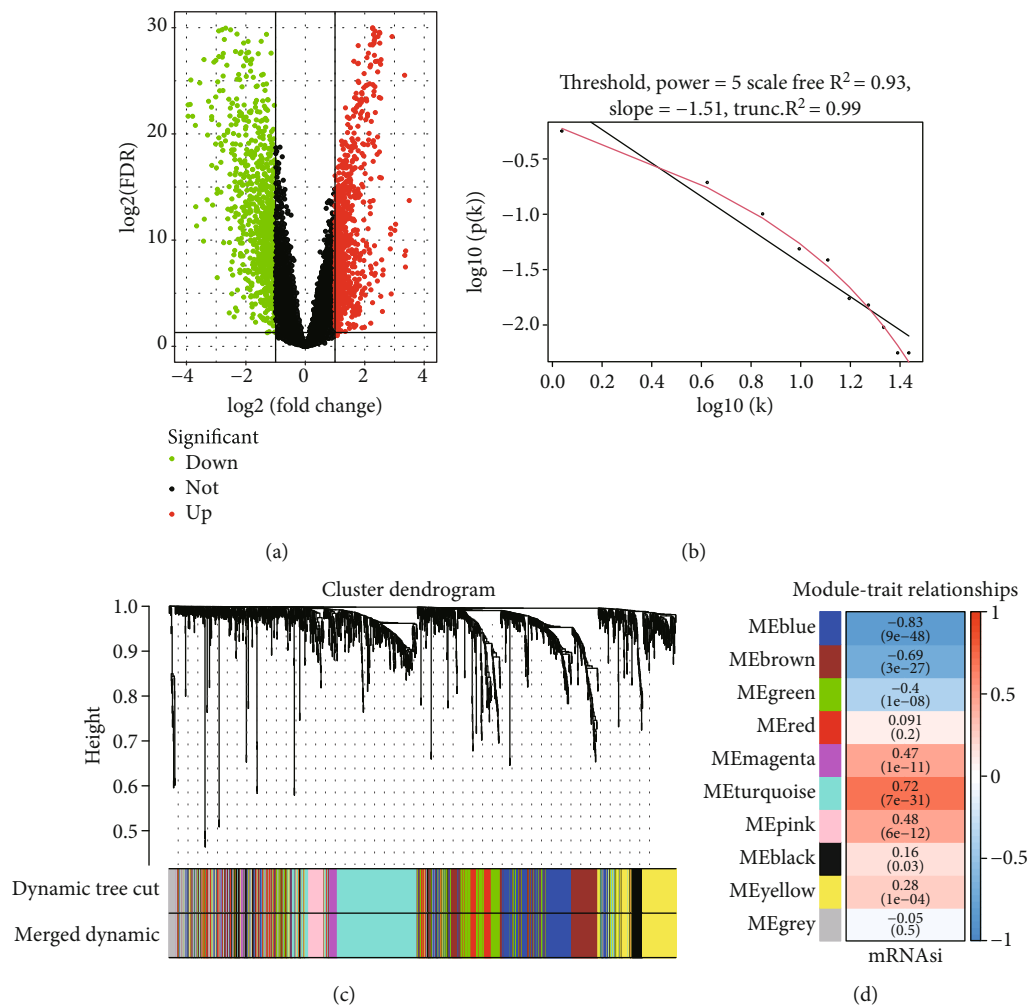 30
20
10
0
log2(FDR)
−4
−2
0
2
4
log2 (fold change)
Significant
Down
Not
Up
(a)
Threshold, power = 5 scale free R² = 0.93,
slope = −1.51, trunc.R² = 0.99
−0.5
−1.0
−1.5
−2.0
log10 (p(k))
0.0
0.2
0.4
0.6
0.8
1.0
1.2
1.4
log10 (k)
(b)
Cluster dendrogram
1.0
0.9
0.8
0.7
0.6
0.5
Height
Dynamic tree cut
Merged dynamic
(c)
Module-trait relationships
MEblue
−0.83
(9e−48)
MEbrown
−0.69
(3e−27)
MEgreen
−0.4
(1e−08)
MEred
0.091
(0.2)
MEmagenta
0.47
(1e−11)
MEturquoise
0.72
(7e−31)
MEpink
0.48
(6e−12)
MEblack
0.16
(0.03)
MEyellow
0.28
(1e−04)
MEgrey
−0.05
(0.5)
mRNAsi
1
0.5
0
−0.5
−1
(d)